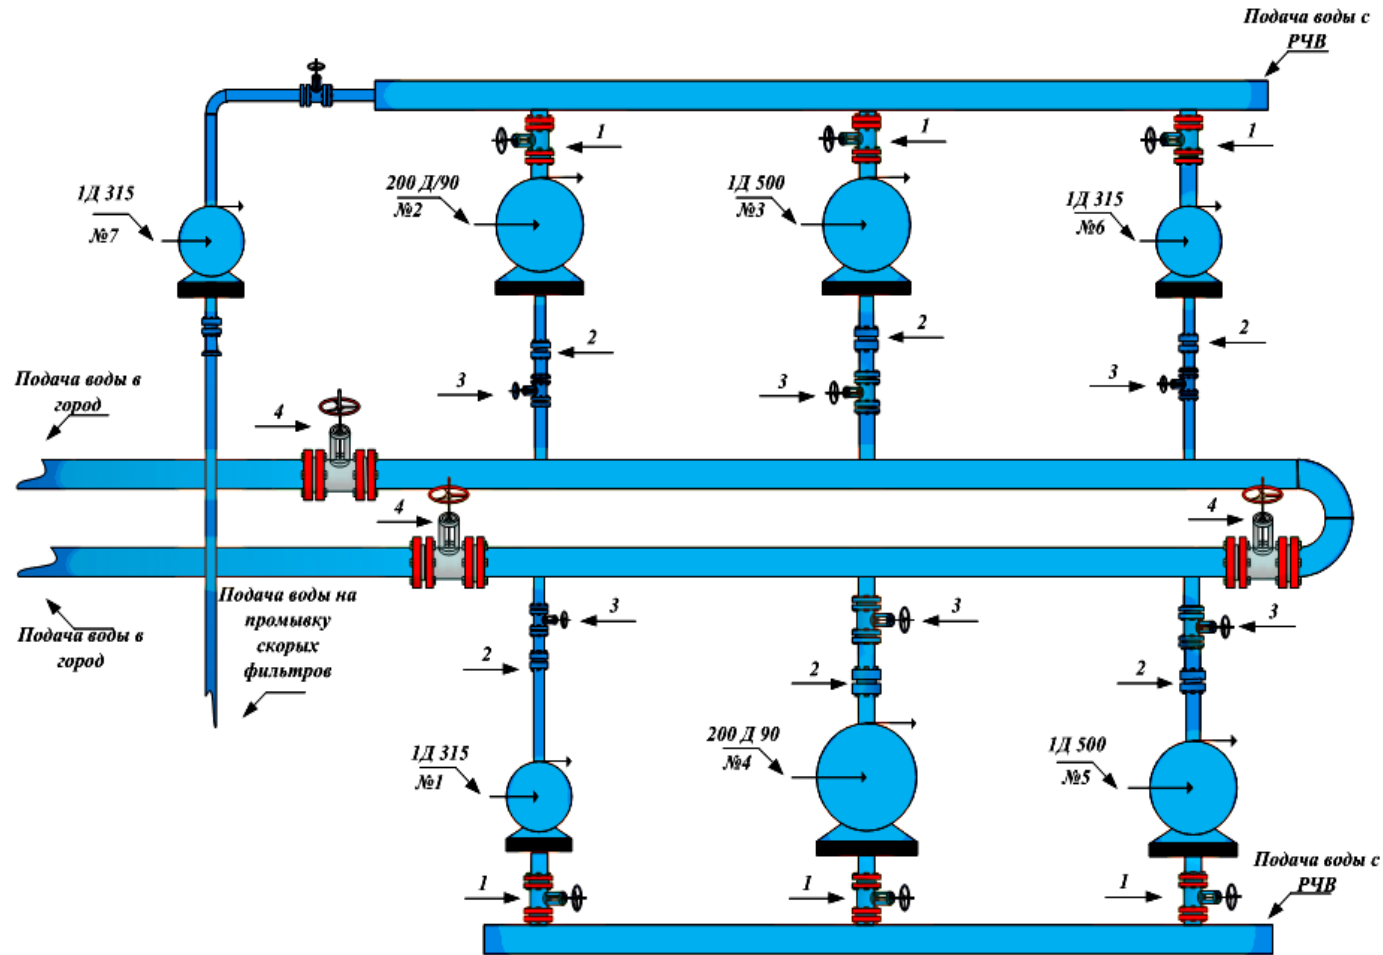 Подача воды с
РЧВ
1
1
1
1Д 315
№7
200 Д/90
№2
1Д 500
№3
1Д 315
№6
2
2
2
3
3
3
Подача воды в
город
4
4
4
Подача воды в
город
Подача воды на
промывку
скорых
фильтров
3
3
3
2
2
2
1Д 315
№1
200 Д 90
№4
1Д 500
№5
1
1
1
Подача воды с
РЧВ